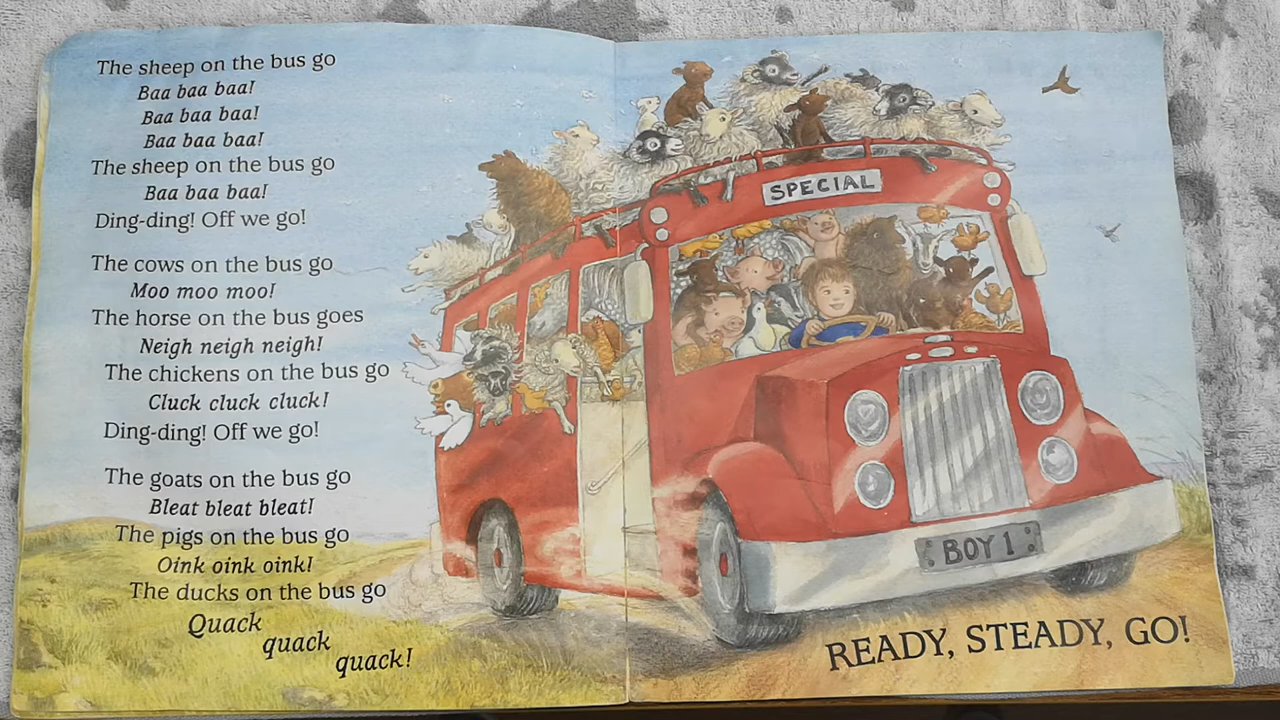 The sheep on the bus go
Baa baa baa!
Baa baa baa!
Baa baa baa!
The sheep on the bus go
Baa baa baa!
Ding-ding! Off we go!
The cows on the bus go
Moo moo moo!
The horse on the bus goes
Neigh neigh neigh!
The chickens on the bus go
Cluck cluck cluck!
Ding-ding! Off we go!
The goats on the bus go
Bleat bleat bleat!
The pigs on the bus go
Oink oink oink!
The ducks on the bus go
Quack
quack
quack!
SPECIAL
BOY 1
READY, STEADY, GO!